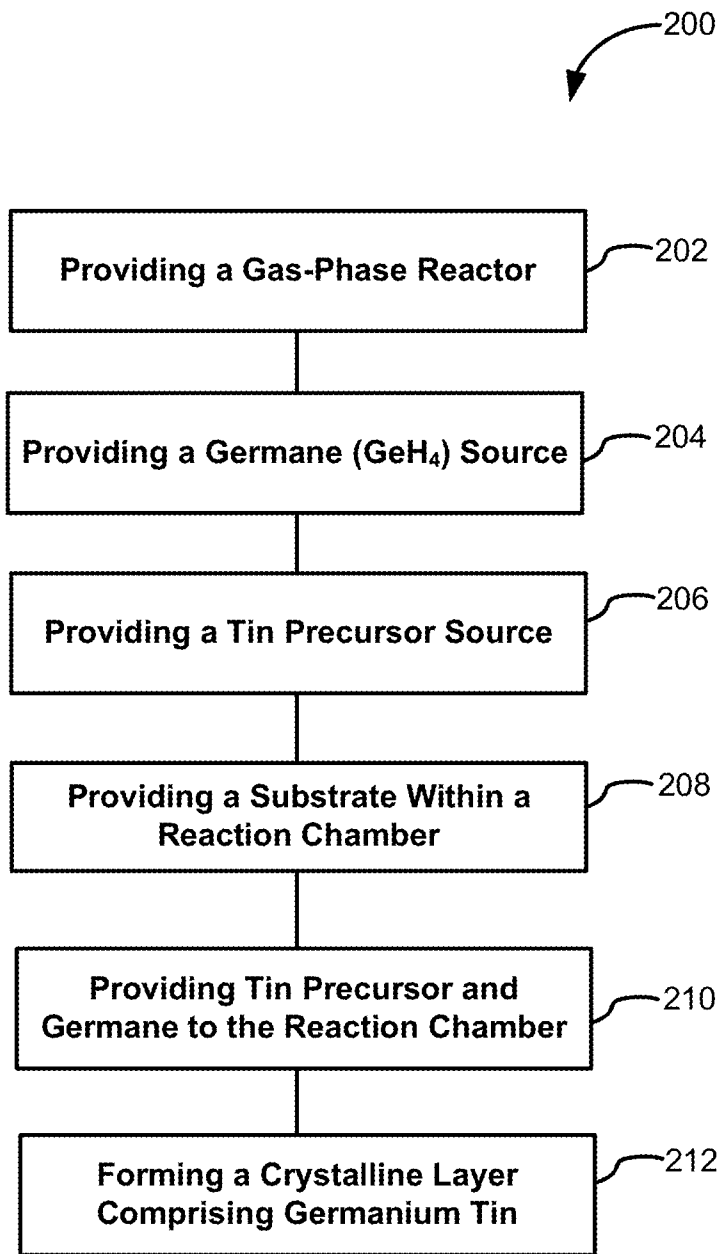 200
Providing a Gas-Phase Reactor
202
Providing a Germane (GeH₄) Source
204
Providing a Tin Precursor Source
206
Providing a Substrate Within a
Reaction Chamber
208
Providing Tin Precursor and
Germane to the Reaction Chamber
210
Forming a Crystalline Layer
Comprising Germanium Tin
212